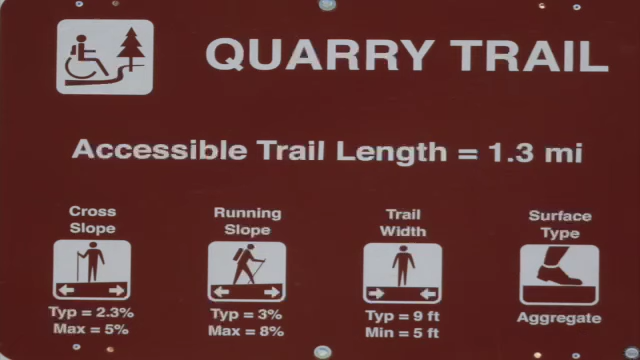 QUARRY TRAIL
Accessible Trail Length = 1.3 mi
Cross
Slope
Typ = 2.3%
Max = 5%
Running
Slope
Typ = 3%
Max = 8%
Trail
Width
Typ = 9 ft
Min = 5 ft
Surface
Type
Aggregate